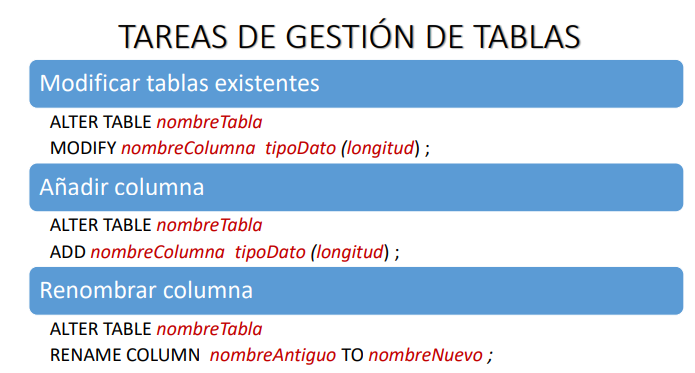 TAREAS DE GESTIÓN DE TABLAS
Modificar tablas existentes
ALTER TABLE nombreTabla
MODIFY nombreColumna tipoDato (longitud) ;
Añadir columna
ALTER TABLE nombreTabla
ADD nombreColumna tipoDato (longitud) ;
Renombrar columna
ALTER TABLE nombreTabla
RENAME COLUMN nombreAntiguo TO nombreNuevo ;